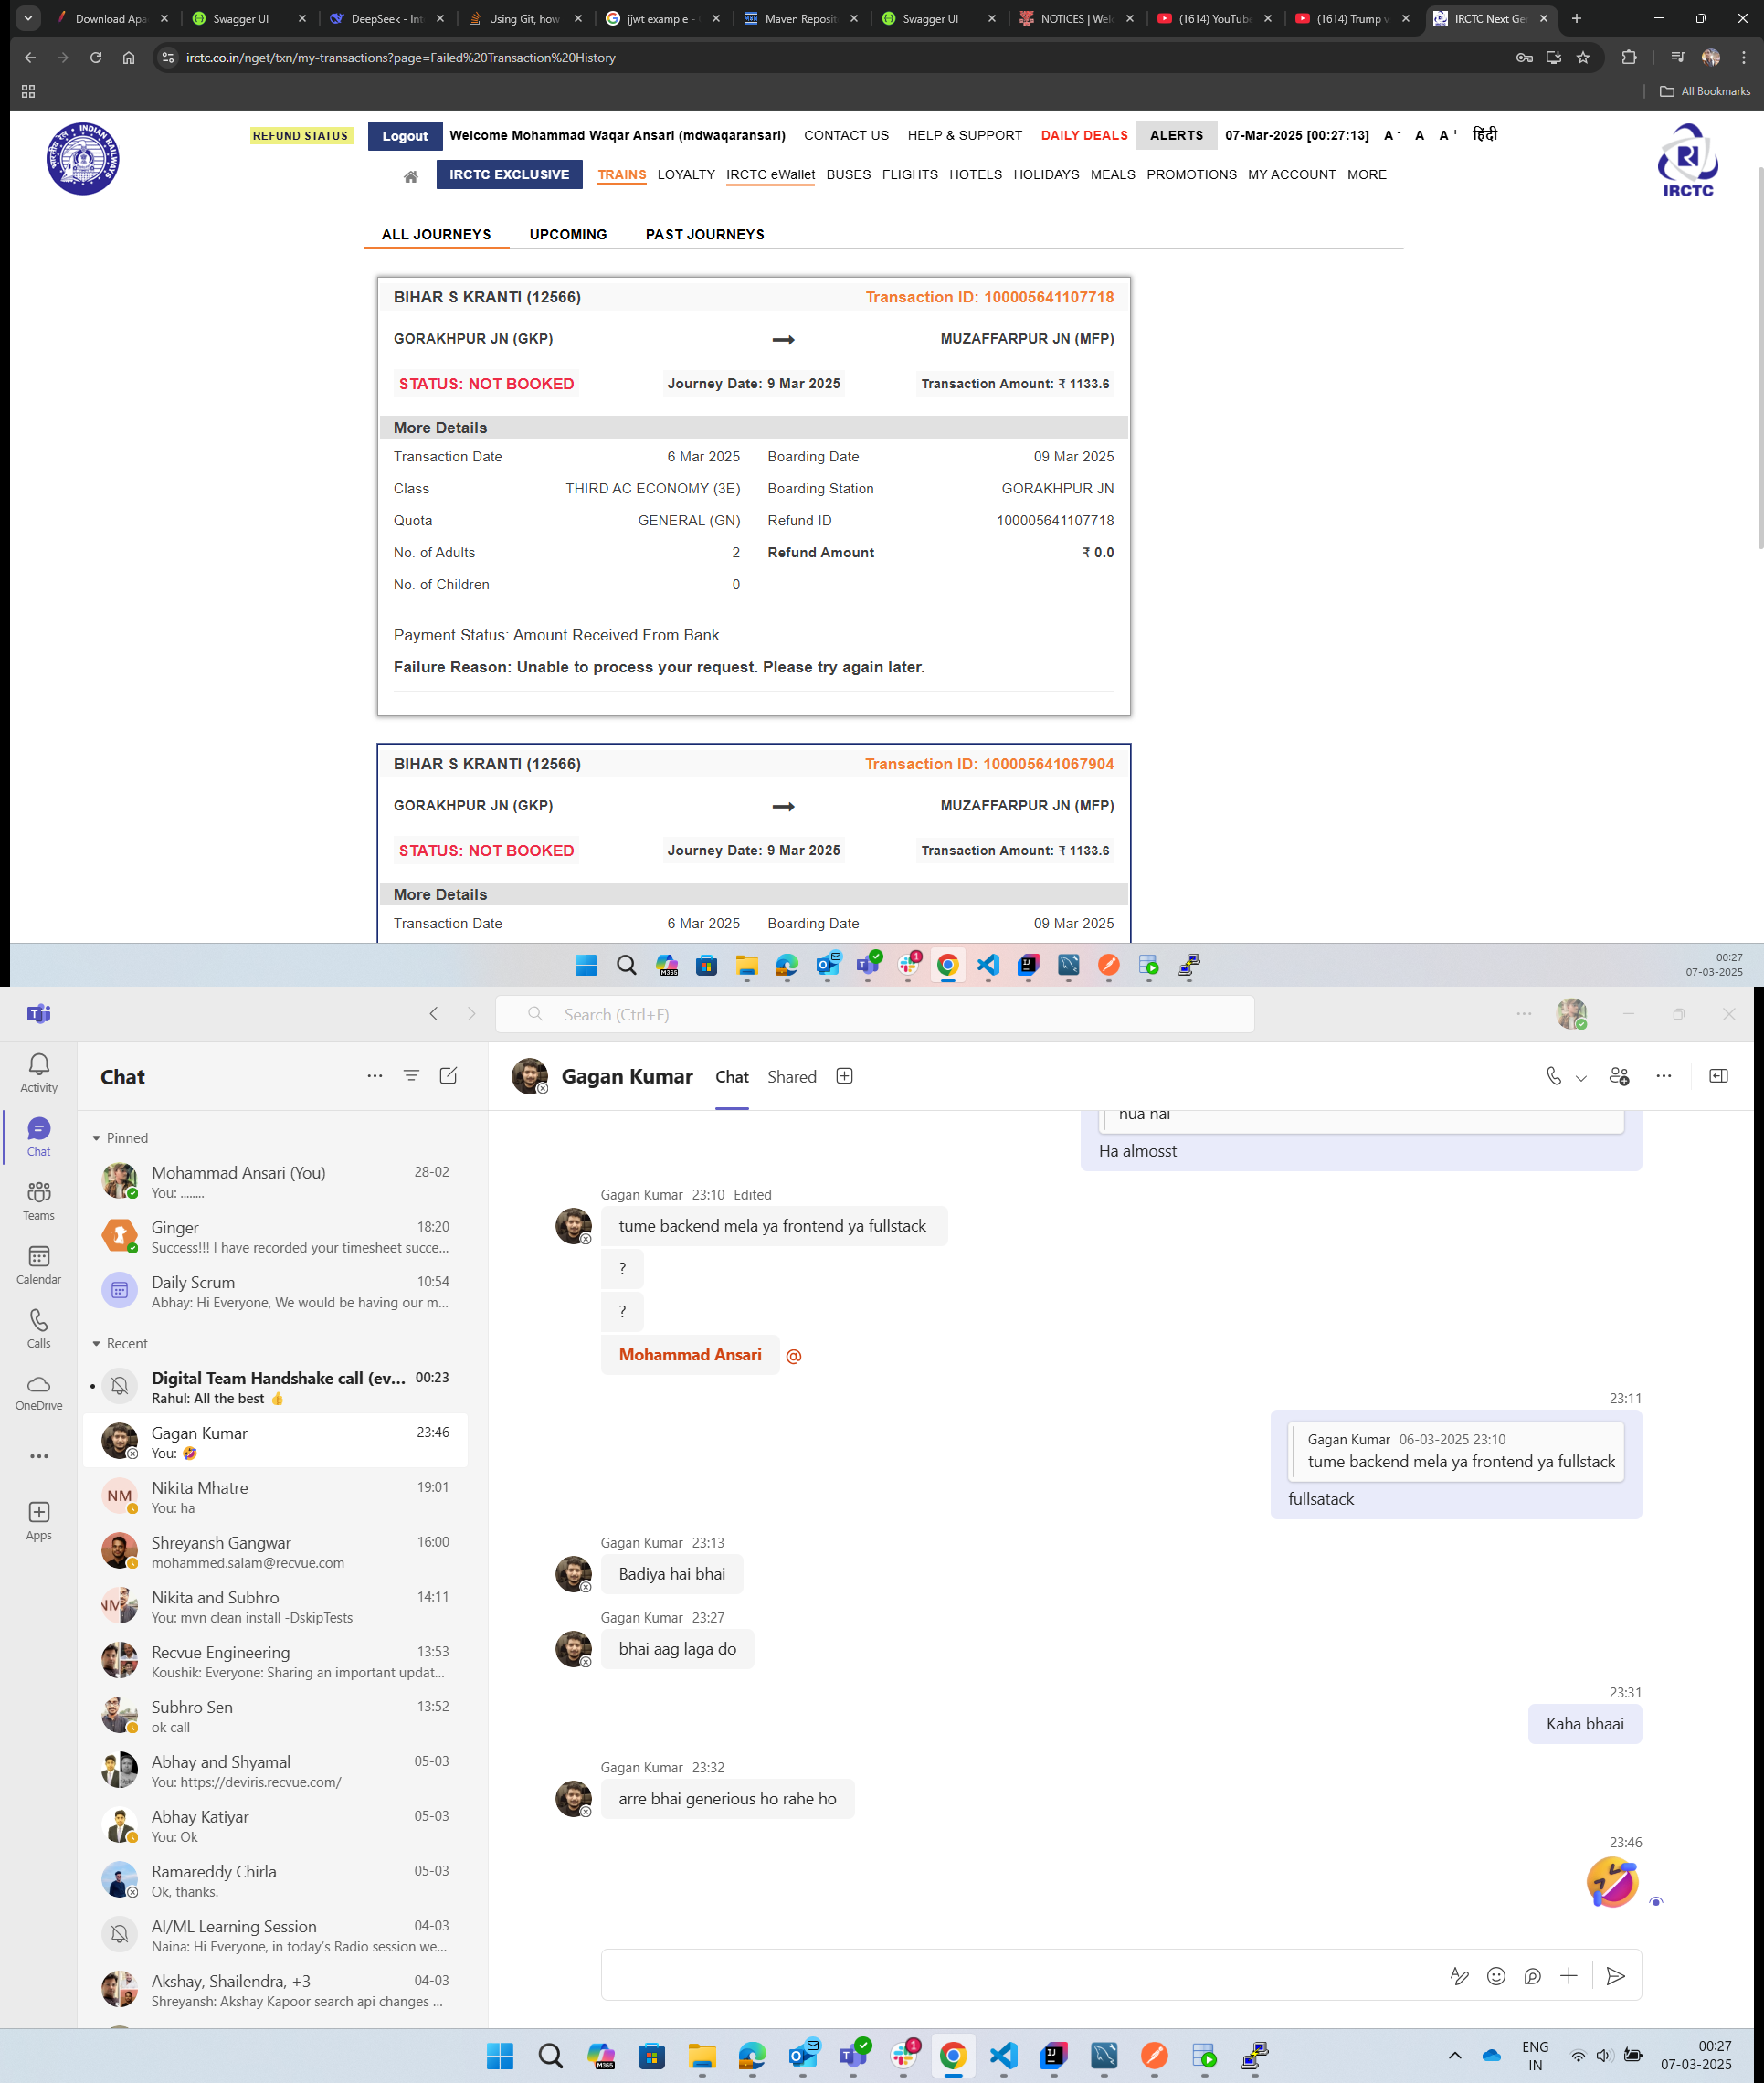 Download Apa
Swagger UI
DeepSeek - Int
Using Git, how
jjwt example -
Maven Reposit
Swagger UI
NOTICES | Wel
(1614) YouTube
(1614) Trump v
IRCTC Next Ge
irctc.co.in/nget/txn/my-transactions?page=Failed%20Transaction%20History
All Bookmarks
REFUND STATUS Logout Welcome Mohammad Waqar Ansari (mdwaqaransari) CONTACT US HELP & SUPPORT DAILY DEALS ALERTS 07-Mar-2025 [00:27:13] A - A A + हिंदी
IRCTC EXCLUSIVE TRAINS LOYALTY IRCTC eWallet BUSES FLIGHTS HOTELS HOLIDAYS MEALS PROMOTIONS MY ACCOUNT MORE
INDIAN RAILWAYS
IRCTC
ALL JOURNEYS UPCOMING PAST JOURNEYS
BIHAR S KRANTI (12566) Transaction ID: 100005641107718
GORAKHPUR JN (GKP) MUZAFFARPUR JN (MFP)
STATUS: NOT BOOKED Journey Date: 9 Mar 2025 Transaction Amount: ₹ 1133.6
More Details
Transaction Date 6 Mar 2025 Boarding Date 09 Mar 2025
Class THIRD AC ECONOMY (3E) Boarding Station GORAKHPUR JN
Quota GENERAL (GN) Refund ID 100005641107718
No. of Adults 2 Refund Amount ₹ 0.0
No. of Children 0
Payment Status: Amount Received From Bank
Failure Reason: Unable to process your request. Please try again later.
BIHAR S KRANTI (12566) Transaction ID: 100005641067904
GORAKHPUR JN (GKP) MUZAFFARPUR JN (MFP)
STATUS: NOT BOOKED Journey Date: 9 Mar 2025 Transaction Amount: ₹ 1133.6
More Details
Transaction Date 6 Mar 2025 Boarding Date 09 Mar 2025
00:27
07-03-2025
Search (Ctrl+E)
Activity
Chat
Teams
Calendar
Calls
OneDrive
Apps
Chat
Pinned
Mohammad Ansari (You) 28-02
You: ........
Ginger 18:20
Success!!! I have recorded your timesheet succe...
Daily Scrum 10:54
Abhay: Hi Everyone, We would be having our m...
Recent
Digital Team Handshake call (ev... 00:23
Rahul: All the best 👍
Gagan Kumar 23:46
You: 🤣
NM Nikita Mhatre 19:01
You: ha
Shreyansh Gangwar 16:00
mohammed.salam@recvue.com
Nikita and Subhro 14:11
You: mvn clean install -DskipTests
Recvue Engineering 13:53
Koushik: Everyone: Sharing an important updat...
Subhro Sen 13:52
ok call
Abhay and Shyamal 05-03
You: https://deviris.recvue.com/
Abhay Katiyar 05-03
You: Ok
Ramareddy Chirla 05-03
Ok, thanks.
AI/ML Learning Session 04-03
Naina: Hi Everyone, in today's Radio session we...
Akshay, Shailendra, +3 04-03
Shreyansh: Akshay Kapoor search api changes ...
Gagan Kumar Chat Shared
hua hai
Ha almosst
Gagan Kumar 23:10 Edited
tume backend mela ya frontend ya fullstack
?
?
Mohammad Ansari @
23:11
Gagan Kumar 06-03-2025 23:10
tume backend mela ya frontend ya fullstack
fullsatack
Gagan Kumar 23:13
Badiya hai bhai
Gagan Kumar 23:27
bhai aag laga do
23:31
Kaha bhaai
Gagan Kumar 23:32
arre bhai generious ho rahe ho
23:46
ENG
IN
00:27
07-03-2025